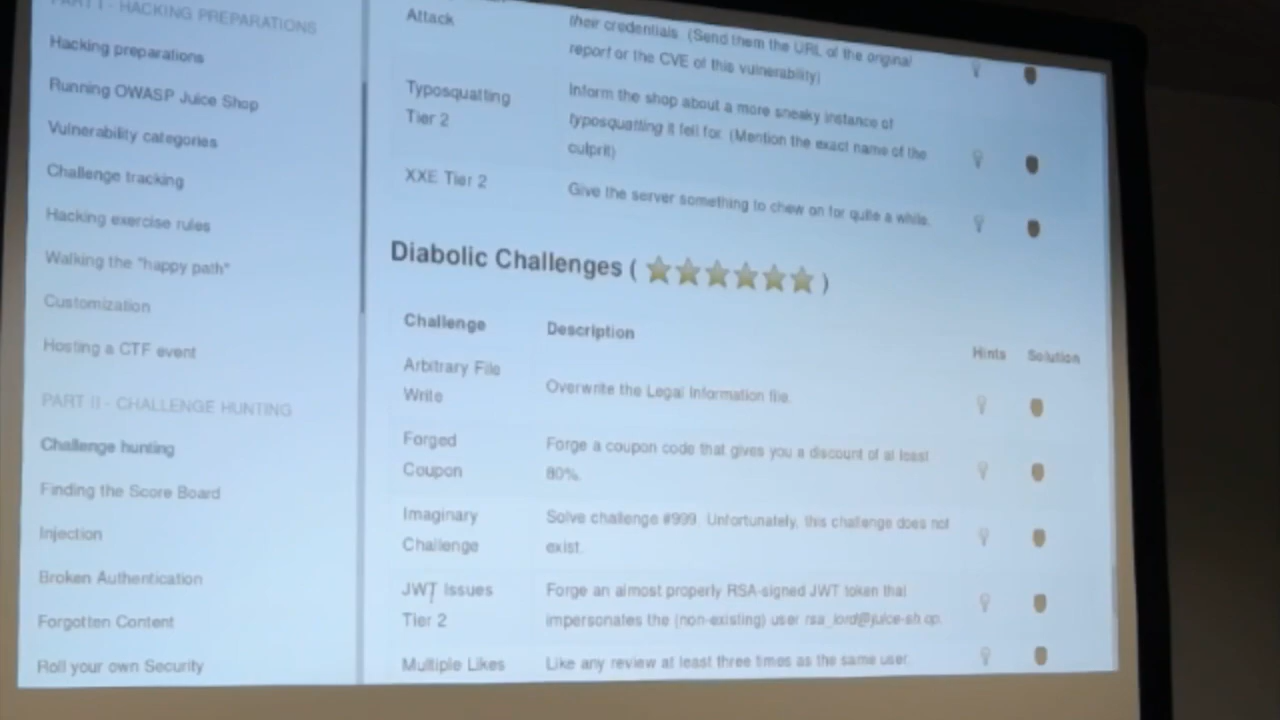 PART I - HACKING PREPARATIONS
Hacking preparations
Running OWASP Juice Shop
Vulnerability categories
Challenge tracking
Hacking exercise rules
Walking the "happy path"
Customization
Hosting a CTF event
PART II - CHALLENGE HUNTING
Challenge hunting
Finding the Score Board
Injection
Broken Authentication
Forgotten Content
Roll your own Security
Attack
their credentials. (Send them the URL of the original
report or the CVE of this vulnerability)
Typosquatting
Tier 2
Inform the shop about a more sneaky instance of
typosquatting it fell for. (Mention the exact name of the
culprit)
XXE Tier 2
Give the server something to chew on for quite a while.
Diabolic Challenges ( ★★★★★★ )
Challenge Description Hints Solution
Arbitrary File
Write
Overwrite the Legal Information file.
Forged
Coupon
Forge a coupon code that gives you a discount of at least
80%.
Imaginary
Challenge
Solve challenge #999. Unfortunately, this challenge does not
exist.
JWT Issues
Tier 2
Forge an almost properly RSA-signed JWT token that
impersonates the (non-existing) user rsa_lord@juice-sh.op.
Multiple Likes
Like any review at least three times as the same user.